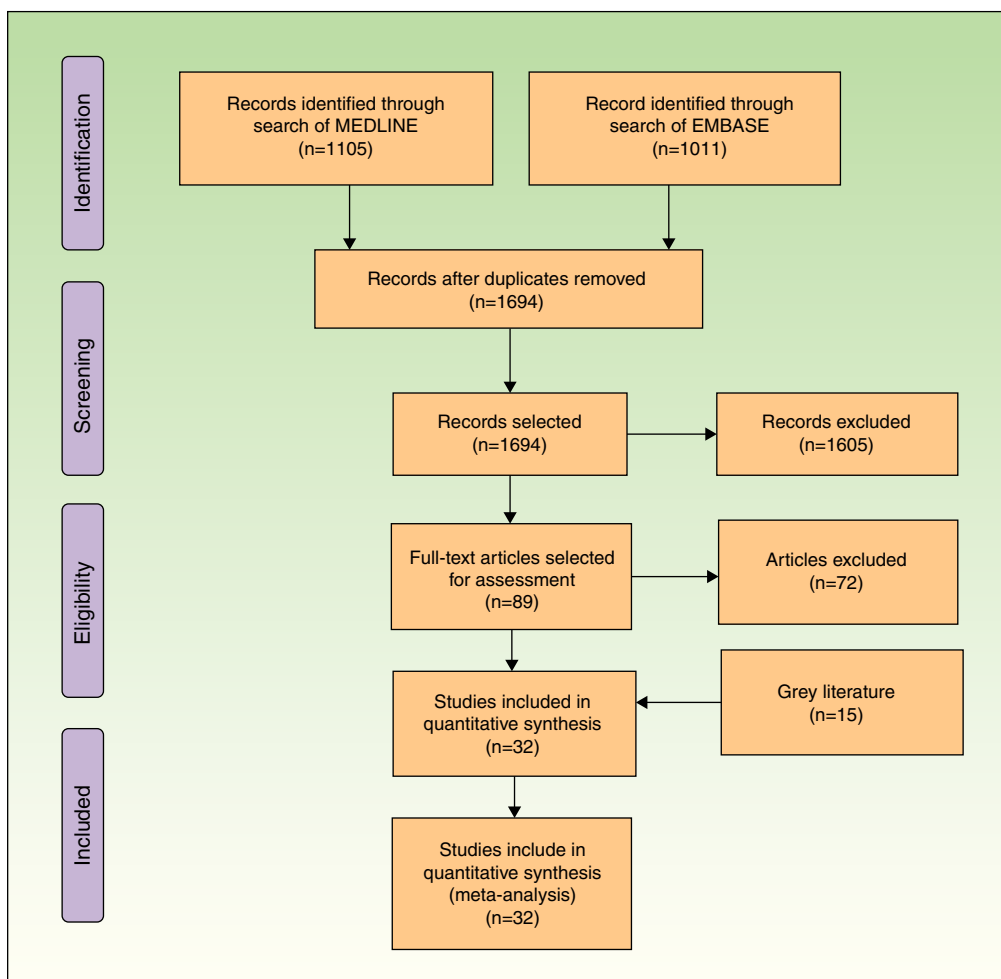 Identification
Records identified through
search of MEDLINE
(n=1105)
Record identified through
search of EMBASE
(n=1011)
Records after duplicates removed
(n=1694)
Screening
Records selected
(n=1694)
Records excluded
(n=1605)
Eligibility
Full-text articles selected
for assessment
(n=89)
Articles excluded
(n=72)
Studies included in
quantitative synthesis
(n=32)
Grey literature
(n=15)
Included
Studies include in
quantitative synthesis
(meta-analysis)
(n=32)